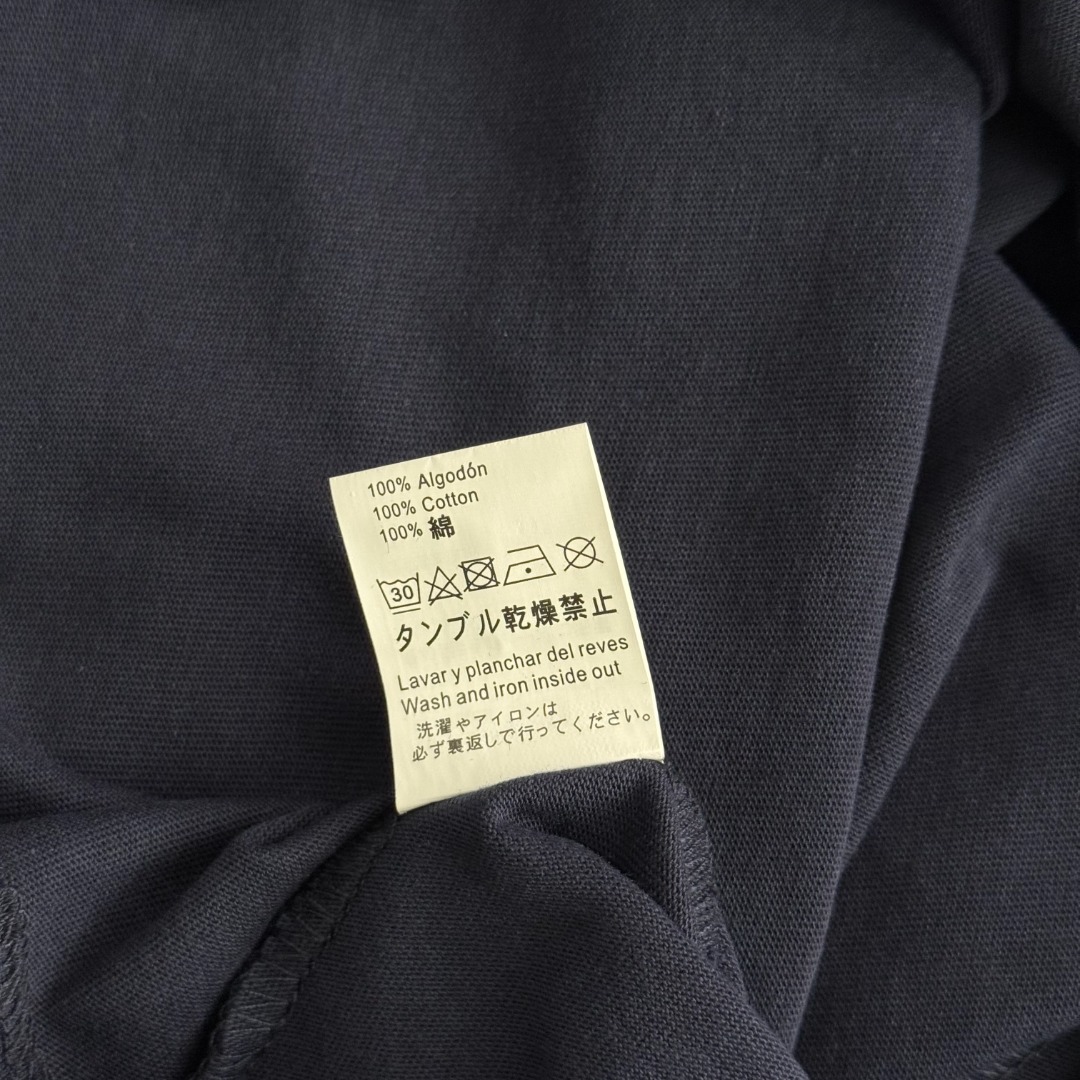 100% Algodón
100% Cotton
100% 綿
30
タンブル乾燥禁止
Lavar y planchar del reves
Wash and iron inside out
洗濯やアイロンは
必ず裏返しで行ってください。